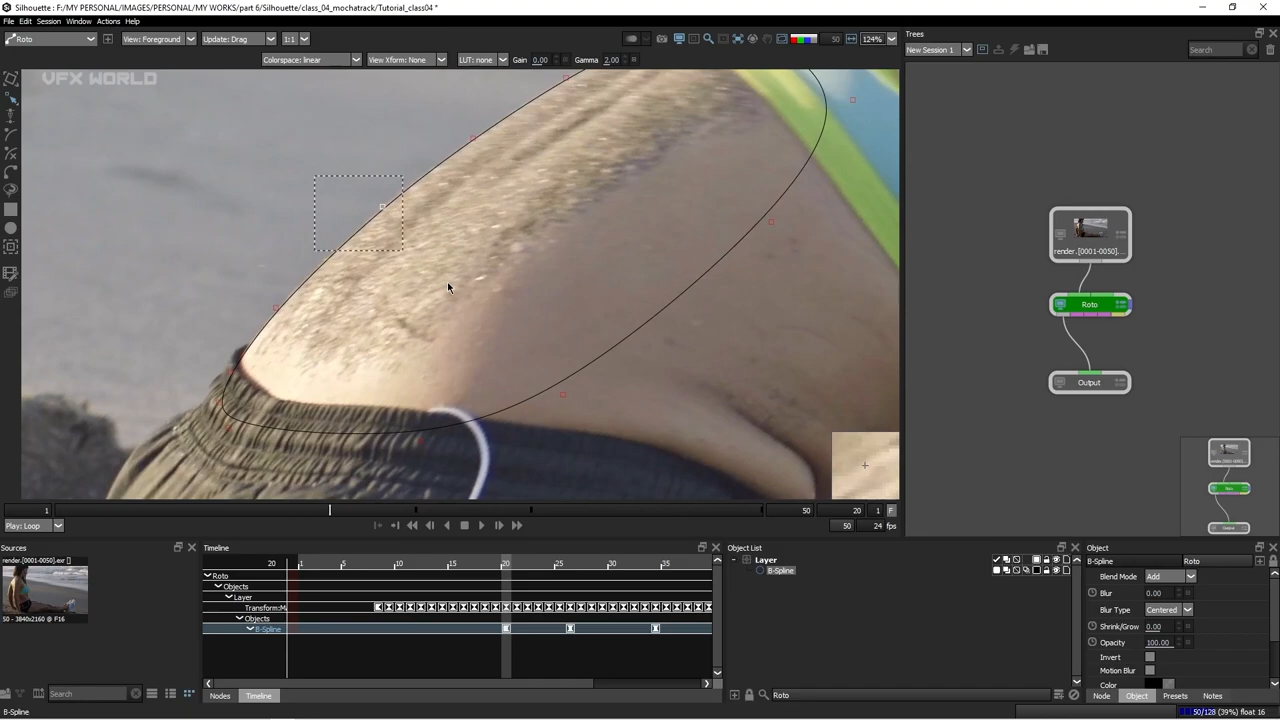 Silhouette : F:/MY PERSONAL/IMAGES/PERSONAL/MY WORKS/part 6/Silhouette/class_04_mochatrack/Tutorial_class04 *
File Edit Session Window Actions Help
Roto View: Foreground Update: Drag 1:1 50 124%
Colorspace: linear View Xform: None LUT: none Gain 0.00 Gamma 2.00
VFX WORLD
Trees
New Session 1 Search
render.[0001-0050]....
Roto
Output
1 50 20 1 F
Play: Loop 50 24 fps
Sources
render.[0001-0050].exr []
50 - 3840x2160 @ F16
Search
Timeline
20 1 5 10 15 20 25 30 35
Roto
Objects
Layer
Transform:M
Objects
B-Spline
Nodes Timeline
Object List
Layer
B-Spline
Roto
Object
B-Spline Roto
Blend Mode Add
Blur 0.00
Blur Type Centered
Shrink/Grow 0.00
Opacity 100.00
Invert
Motion Blur
Color
Node Object Presets Notes
B-Spline 50/128 (39%) float 16